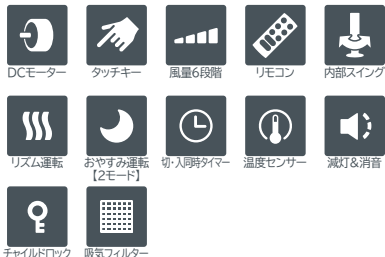 DCモーター
タッチキー
風量6段階
リモコン
内部スイング
リズム運転
おやすみ運転
【2モード】
切・入同時タイマー
温度センサー
減灯&消音
チャイルドロック
吸気フィルター